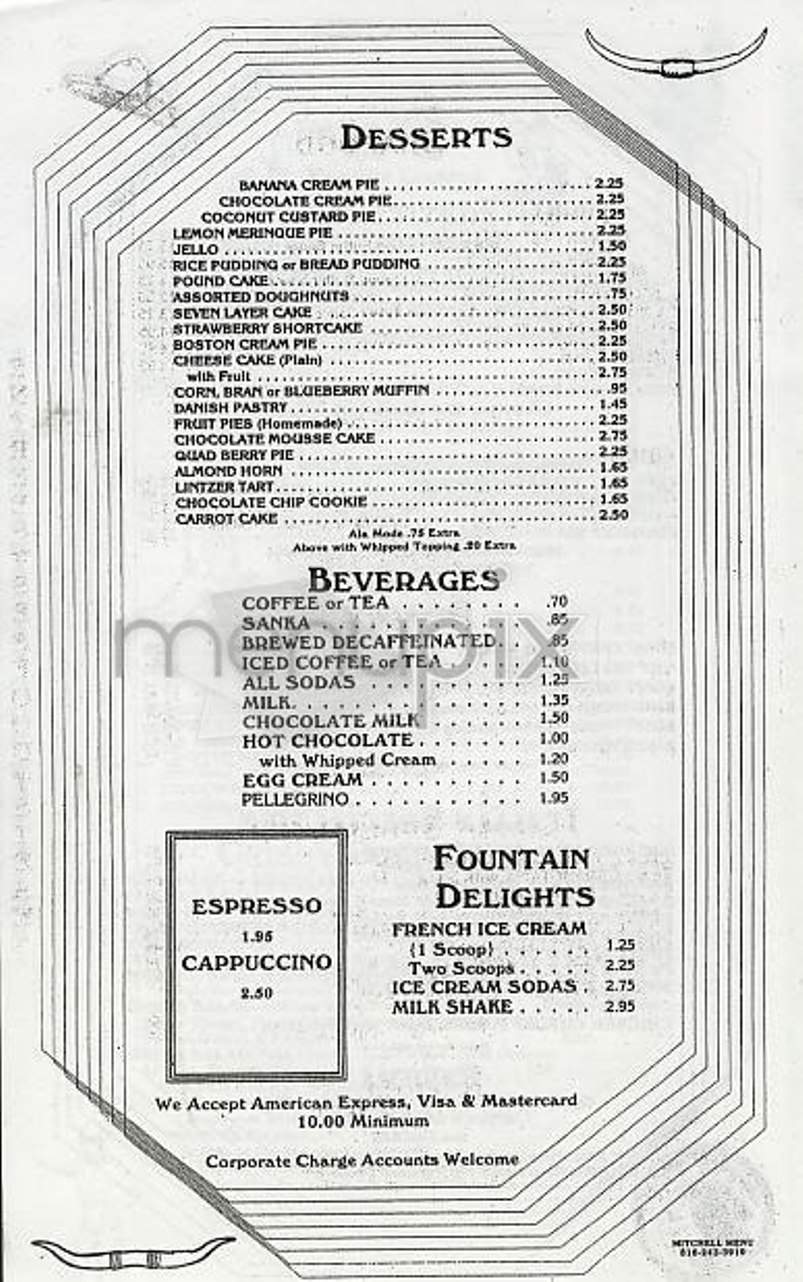 DESSERTS
BANANA CREAM PIE 2.25
CHOCOLATE CREAM PIE 2.25
COCONUT CUSTARD PIE 2.25
LEMON MERINGUE PIE 2.25
JELLO 1.50
RICE PUDDING or BREAD PUDDING 2.25
POUND CAKE 1.75
ASSORTED DOUGHNUTS .75
SEVEN LAYER CAKE 2.50
STRAWBERRY SHORTCAKE 2.50
BOSTON CREAM PIE 2.25
CHEESE CAKE (Plain) 2.50
with Fruit 2.75
CORN, BRAN or BLUEBERRY MUFFIN .95
DANISH PASTRY 1.45
FRUIT PIES (Homemade) 2.25
CHOCOLATE MOUSSE CAKE 2.75
QUAD BERRY PIE 2.25
ALMOND HORN 1.65
LINTZER TART 1.65
CHOCOLATE CHIP COOKIE 1.65
CARROT CAKE 2.50
Ala Mode .75 Extra
Above with Whipped Topping .20 Extra
BEVERAGES
COFFEE or TEA .70
SANKA .85
BREWED DECAFFEINATED .85
ICED COFFEE or TEA 1.10
ALL SODAS 1.25
MILK 1.35
CHOCOLATE MILK 1.50
HOT CHOCOLATE 1.00
with Whipped Cream 1.20
EGG CREAM 1.50
PELLEGRINO 1.95
menupix
ESPRESSO
1.95
CAPPUCCINO
2.50
FOUNTAIN
DELIGHTS
FRENCH ICE CREAM
(1 Scoop) 1.25
Two Scoops 2.25
ICE CREAM SODAS 2.75
MILK SHAKE 2.95
We Accept American Express, Visa & Mastercard
10.00 Minimum
Corporate Charge Accounts Welcome
MITCHELL MENU